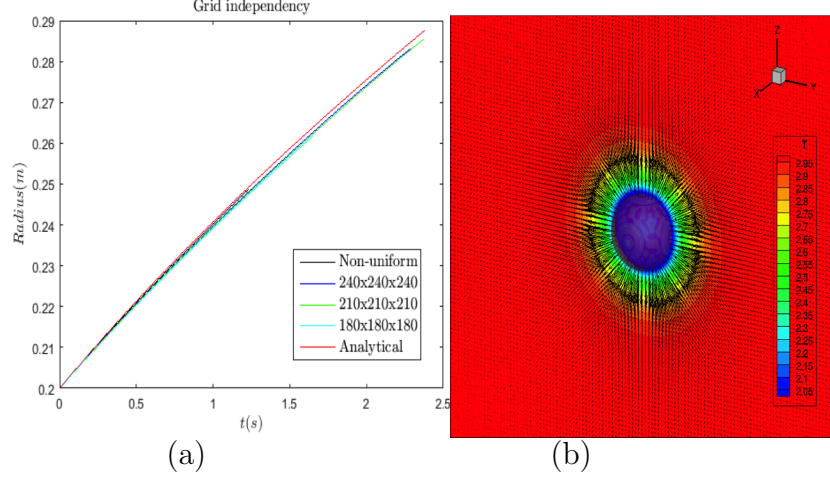 Grid independency
0.29
0.28
0.27
0.26
0.25
0.24
0.23
0.22
0.21
0.2
Radius(m)
Non-uniform
240x240x240
210x210x210
180x180x180
Analytical
0
0.5
1
1.5
2
2.5
t(s)
(a)
Z
X
Y
T
2.95
2.9
2.85
2.8
2.75
2.7
2.65
2.6
2.55
2.5
2.45
2.4
2.35
2.3
2.25
2.2
2.15
2.1
2.05
(b)